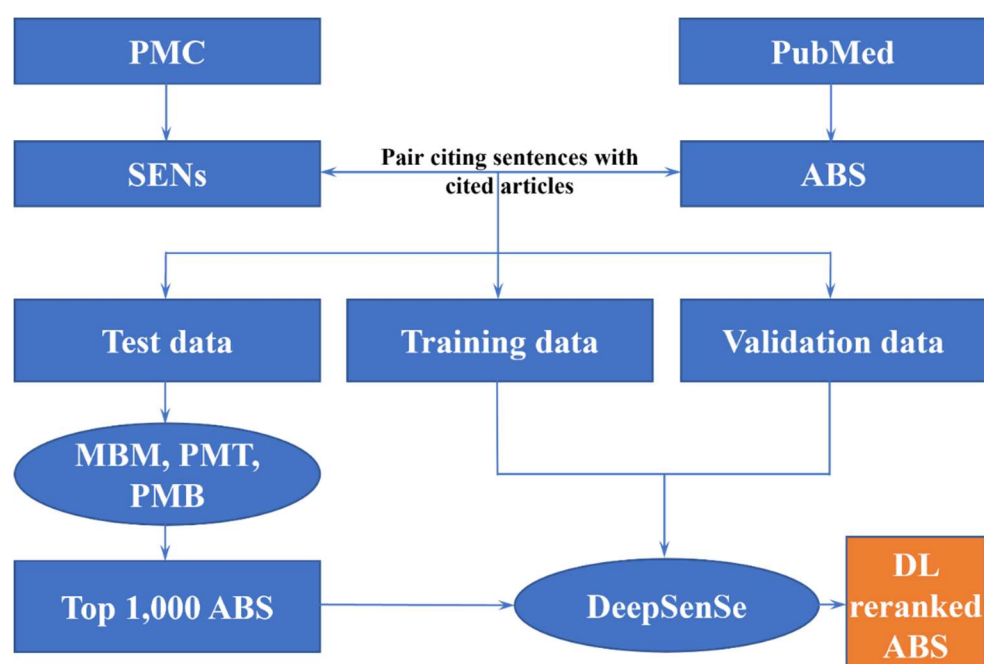 PMC
PubMed
SENs
Pair citing sentences with
cited articles
ABS
Test data
Training data
Validation data
MBM, PMT,
PMB
Top 1,000 ABS
DeepSenSe
DL
reranked
ABS